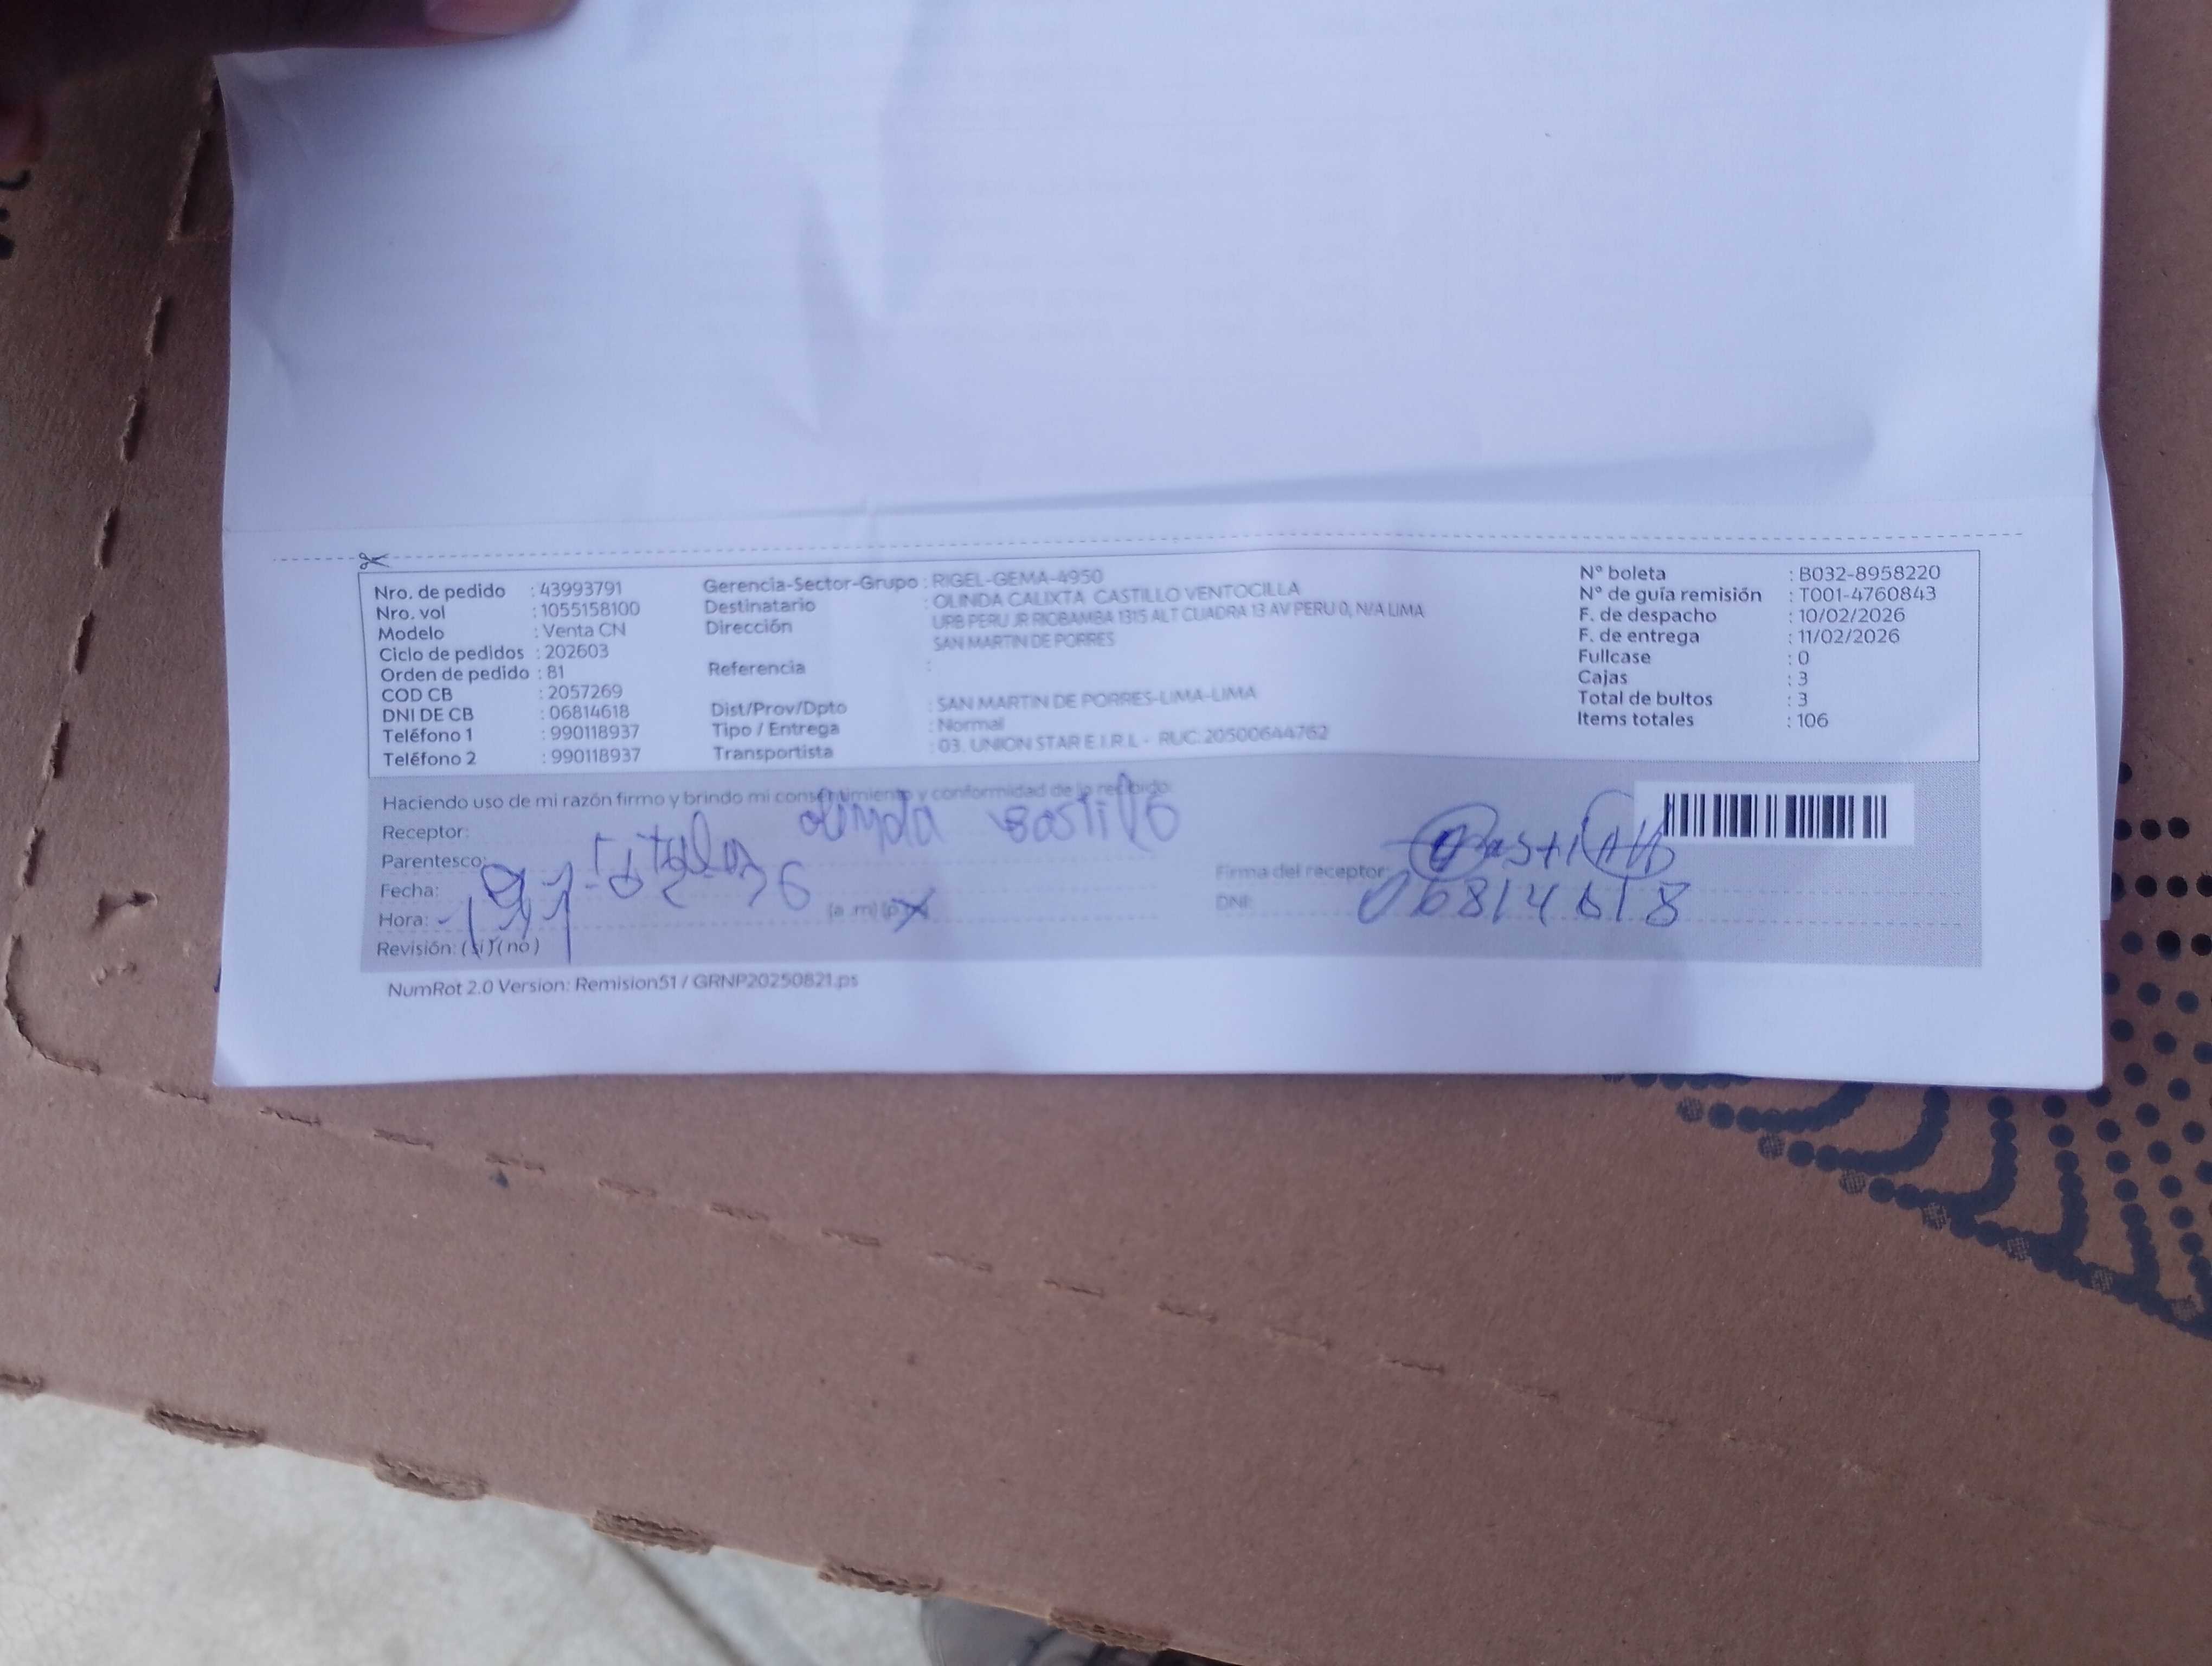 Nro. de pedido : 43993791
Nro. vol : 1055158100
Modelo : Venta CN
Ciclo de pedidos : 202603
Orden de pedido : 81
COD CB : 2057269
DNI DE CB : 06814618
Teléfono 1 : 990118937
Teléfono 2 : 990118937
Gerencia-Sector-Grupo : RIGEL-GEMA-4950
Destinatario : OLINDA CALIXTA CASTILLO VENTOCILLA
Dirección : URB PERU JR RIOBAMBA 1315 ALT CUADRA 13 AV PERU 0, N/A LIMA
SAN MARTIN DE PORRES
Referencia :
Dist/Prov/Dpto : SAN MARTIN DE PORRES-LIMA-LIMA
Tipo / Entrega : Normal
Transportista : 03. UNION STAR E.I.R.L - RUC:20500644762
N° boleta : B032-8958220
N° de guía remisión : T001-4760843
F. de despacho : 10/02/2026
F. de entrega : 11/02/2026
Fullcase : 0
Cajas : 3
Total de bultos : 3
Items totales : 106
Haciendo uso de mi razón firmo y brindo mi consentimiento y conformidad de lo recibido:
Receptor: olinda
Parentesco:
Fecha:
Hora: (a .m)
Revisión: (si) (no)
Firma del receptor:
DNI: 06814618
NumRot 2.0 Version: Remision51 / GRNP20250821.ps